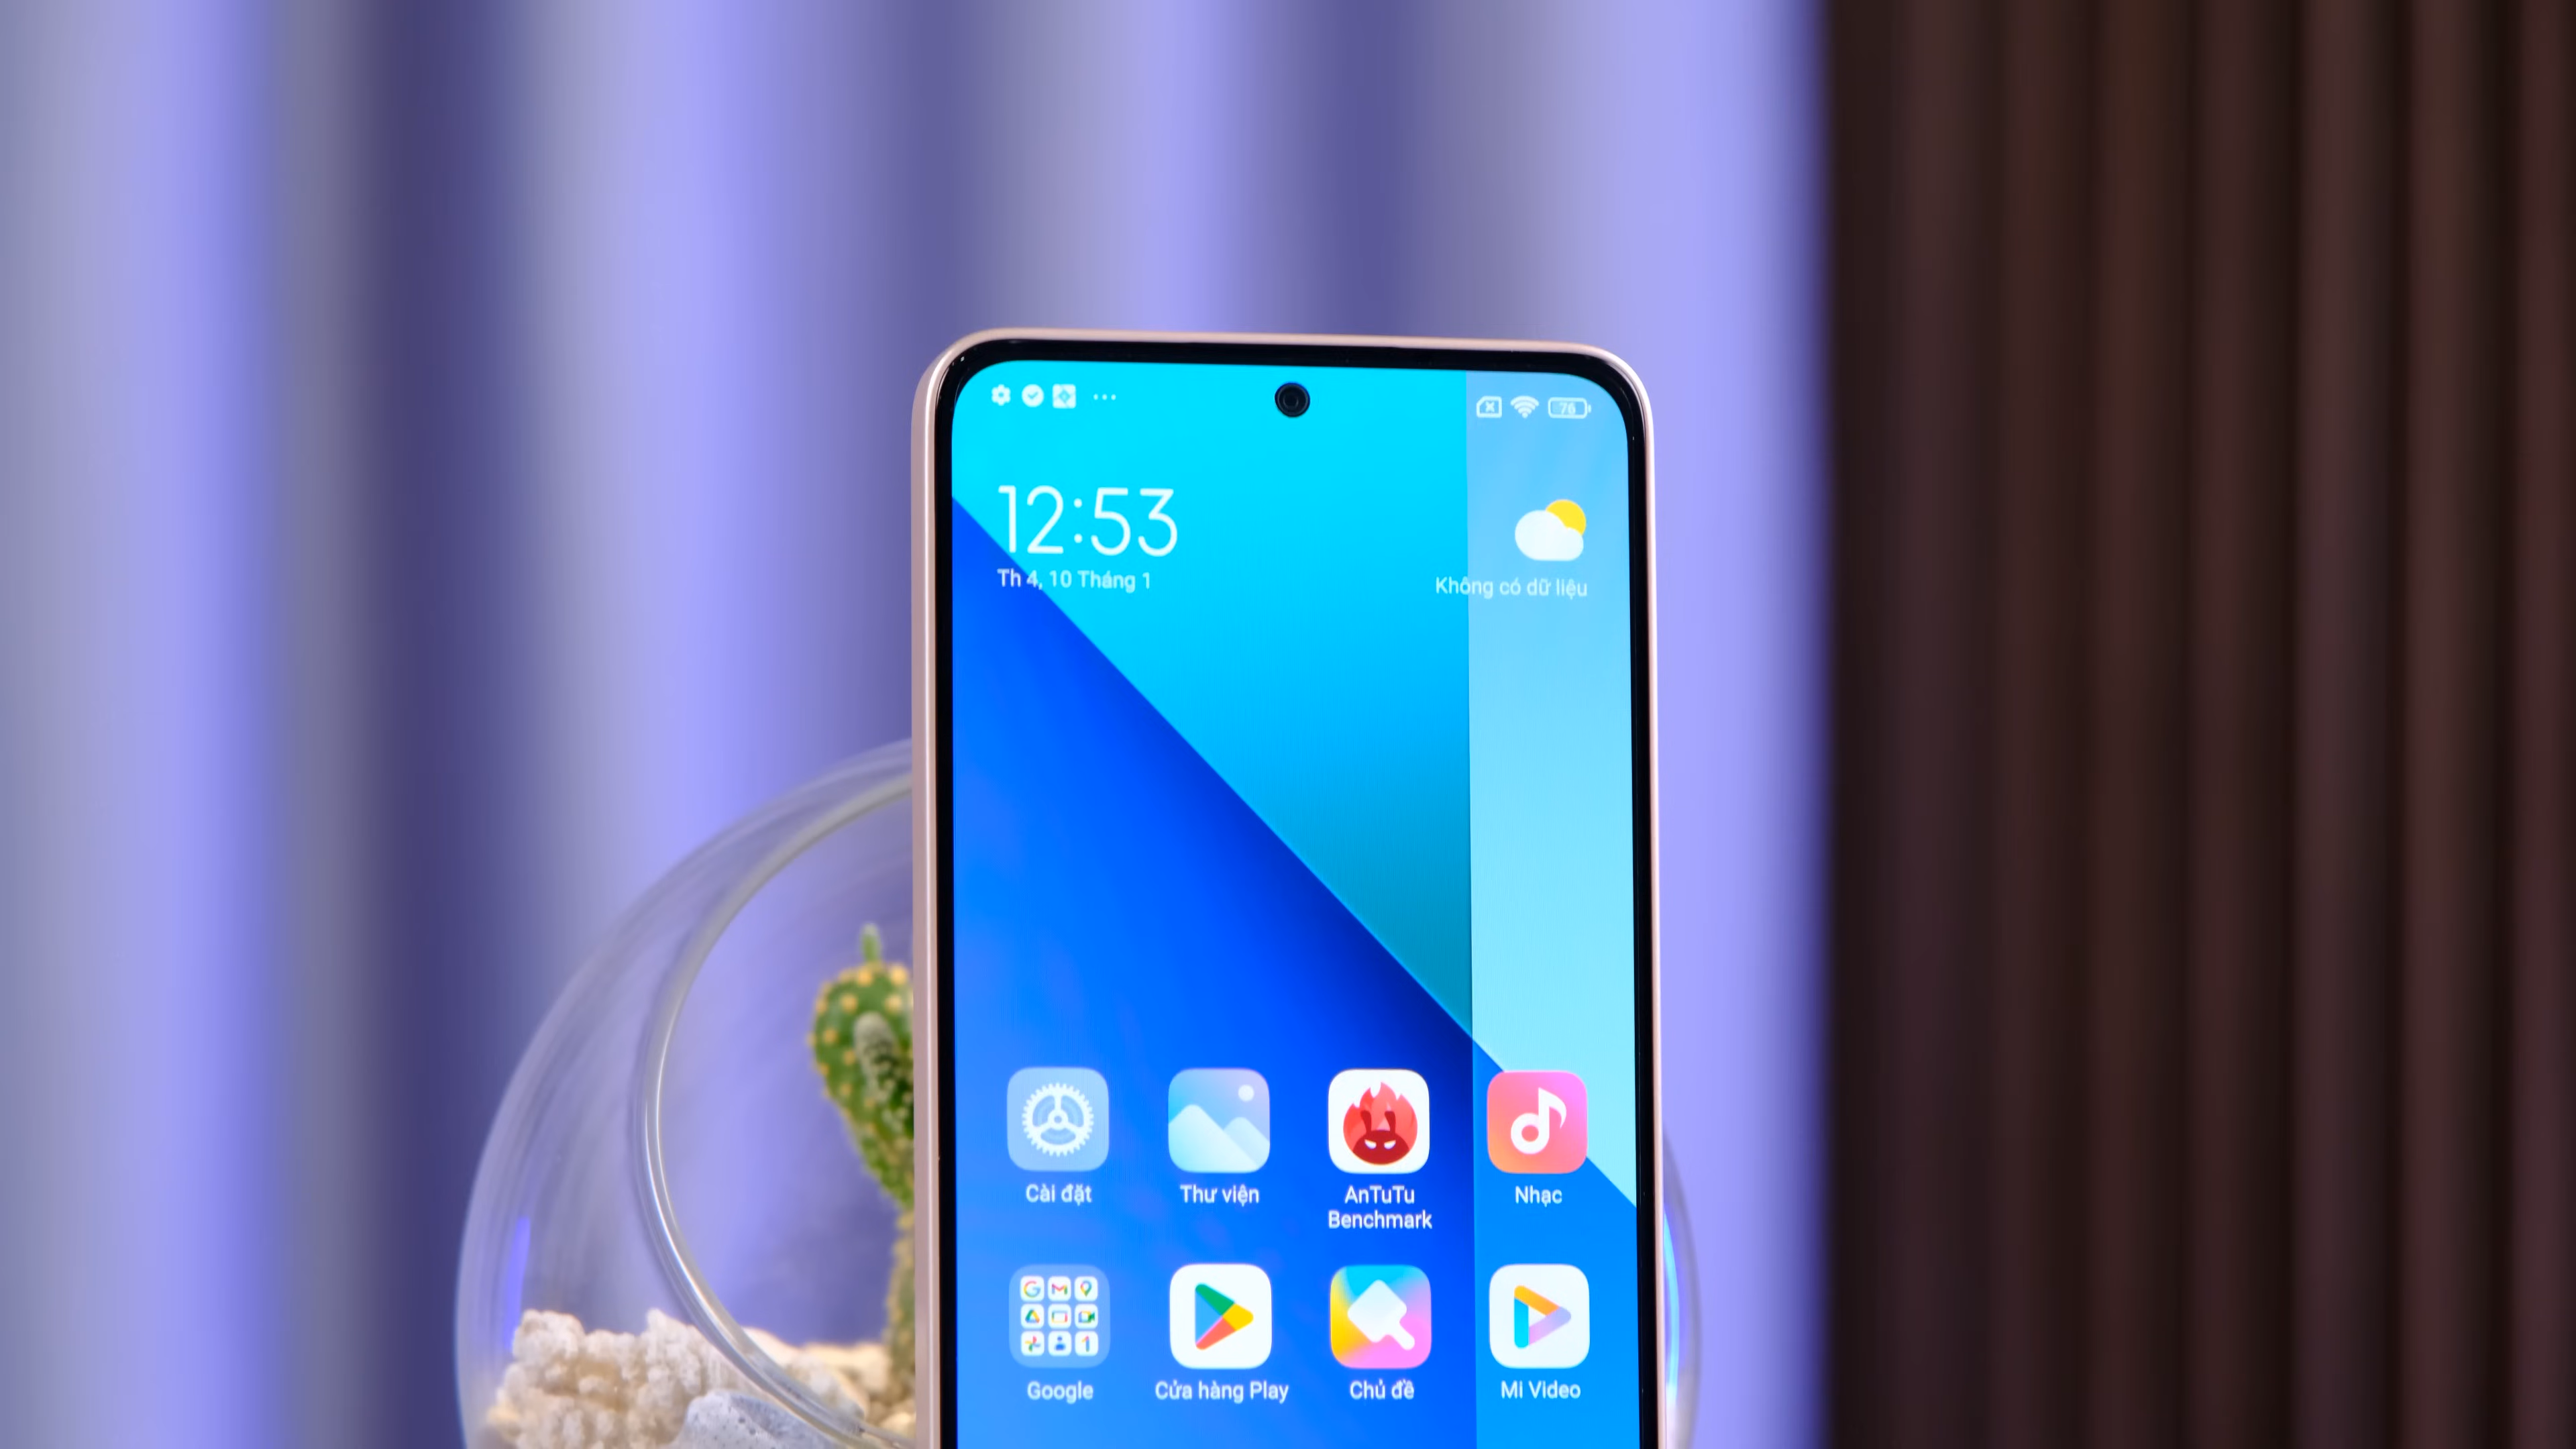 76
12:53
Th 4, 10 Tháng 1
Không có dữ liệu
Cài đặt
Thư viện
AnTuTu
Benchmark
Nhạc
Google
Cửa hàng Play
Chủ đề
Mi Video